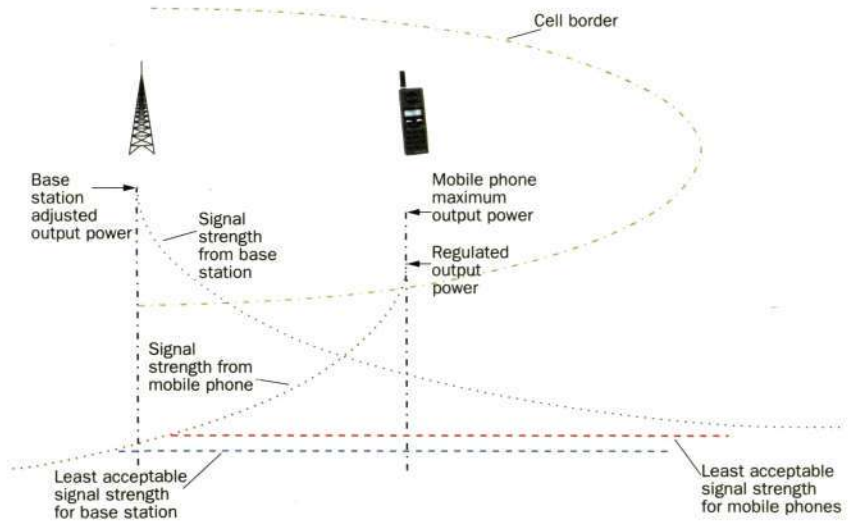 Cell border
Base
station
adjusted
output power
Signal
strength
from base
station
Mobile phone
maximum
output power
Regulated
output
power
Signal
strength from
mobile phone
Least acceptable
signal strength
for base station
Least acceptable
signal strength
for mobile phones